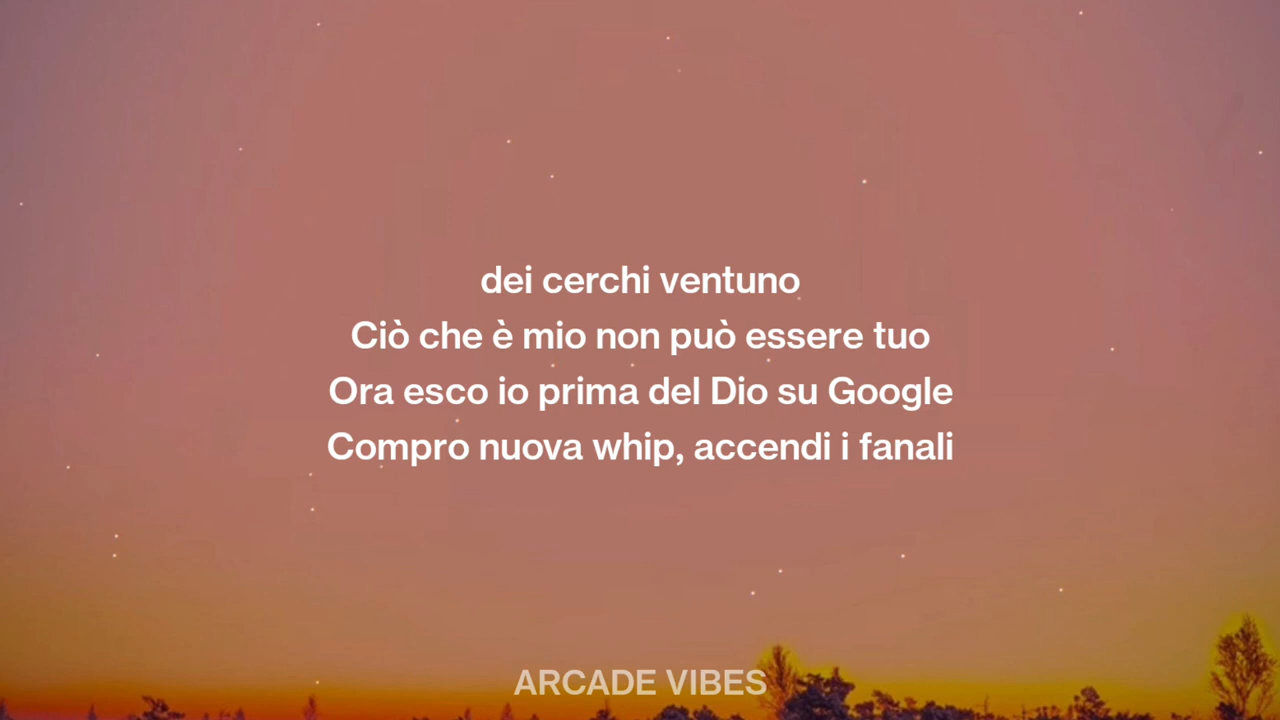 dei cerchi ventuno
Ciò che è mio non può essere tuo
Ora esco io prima del Dio su Google
Compro nuova whip, accendi i fanali
ARCADE VIBES